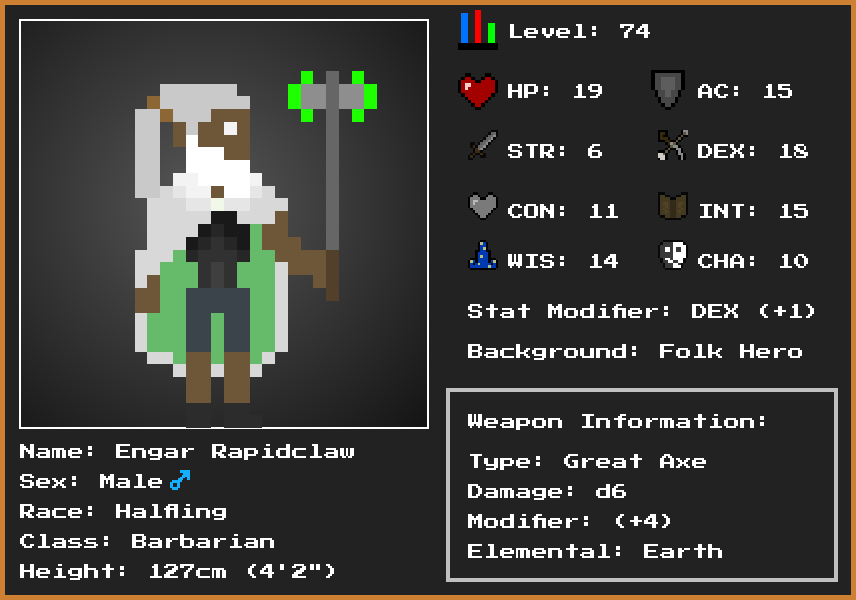 Level: 74
HP: 19
AC: 15
STR: 6
DEX: 18
CON: 11
INT: 15
WIS: 14
CHA: 10
Stat Modifier: DEX (+1)
Background: Folk Hero
Weapon Information:
Type: Great Axe
Damage: d6
Modifier: (+4)
Elemental: Earth
Name: Engar Rapidclaw
Sex: Male ♂
Race: Halfling
Class: Barbarian
Height: 127cm (4'2")